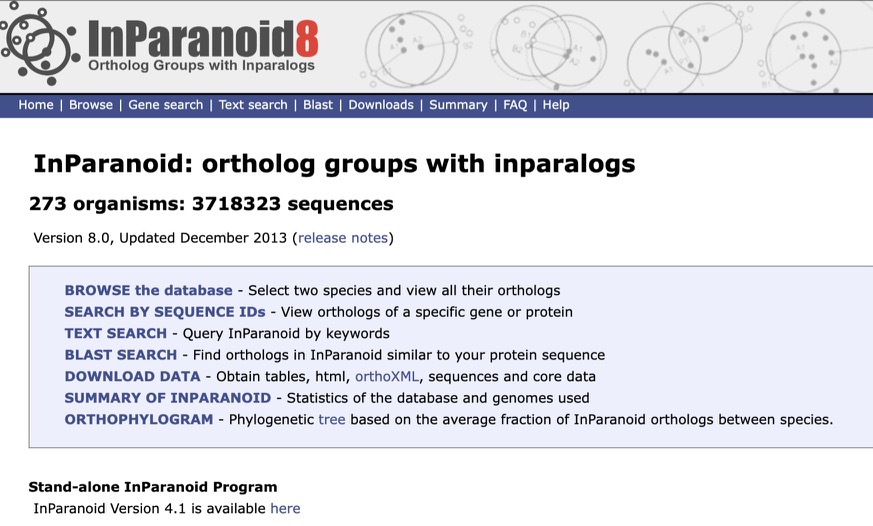 InParanoid8
Ortholog Groups with Inparalogs
Home | Browse | Gene search | Text search | Blast | Downloads | Summary | FAQ | Help
InParanoid: ortholog groups with inparalogs
273 organisms: 3718323 sequences
Version 8.0, Updated December 2013 (release notes)
BROWSE the database - Select two species and view all their orthologs
SEARCH BY SEQUENCE IDs - View orthologs of a specific gene or protein
TEXT SEARCH - Query InParanoid by keywords
BLAST SEARCH - Find orthologs in InParanoid similar to your protein sequence
DOWNLOAD DATA - Obtain tables, html, orthoXML, sequences and core data
SUMMARY OF INPARANOID - Statistics of the database and genomes used
ORTHOPHYLOGRAM - Phylogenetic tree based on the average fraction of InParanoid orthologs between species.
Stand-alone InParanoid Program
InParanoid Version 4.1 is available here